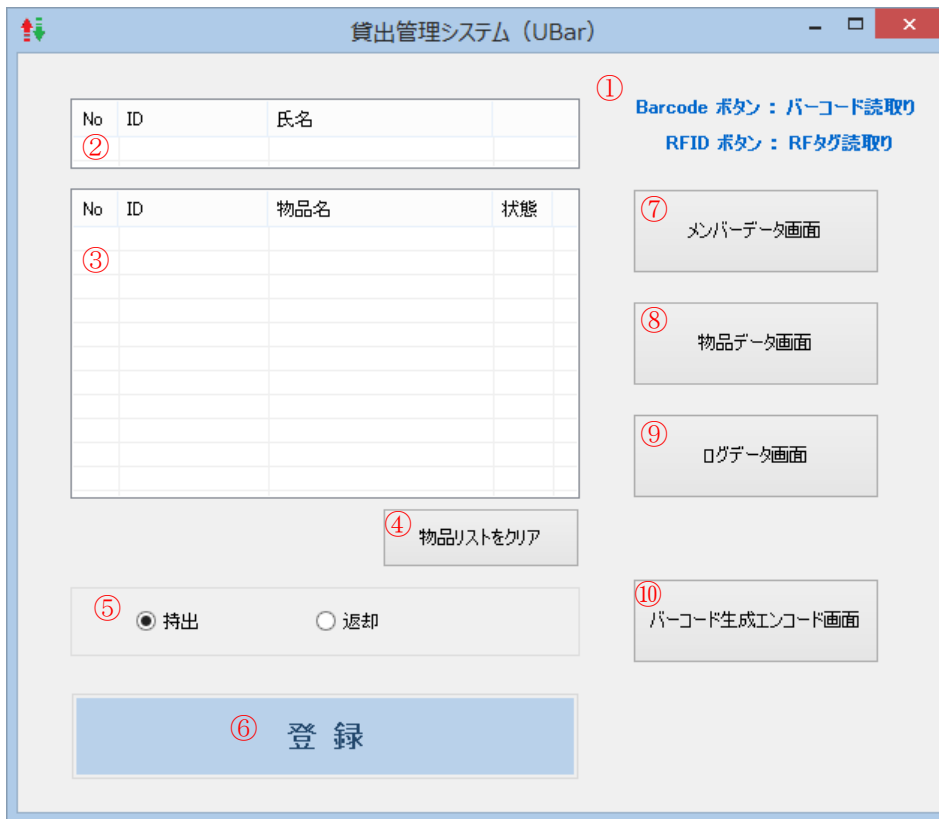 貸出管理システム（UBar）
①
Barcode ボタン : バーコード読取り
RFID ボタン : RFタグ読取り
No ID 氏名
②
No ID 物品名 状態
③
④ 物品リストをクリア
⑤ 持出 返却
⑥ 登 録
⑦ メンバーデータ画面
⑧ 物品データ画面
⑨ ログデータ画面
⑩ バーコード生成エンコード画面